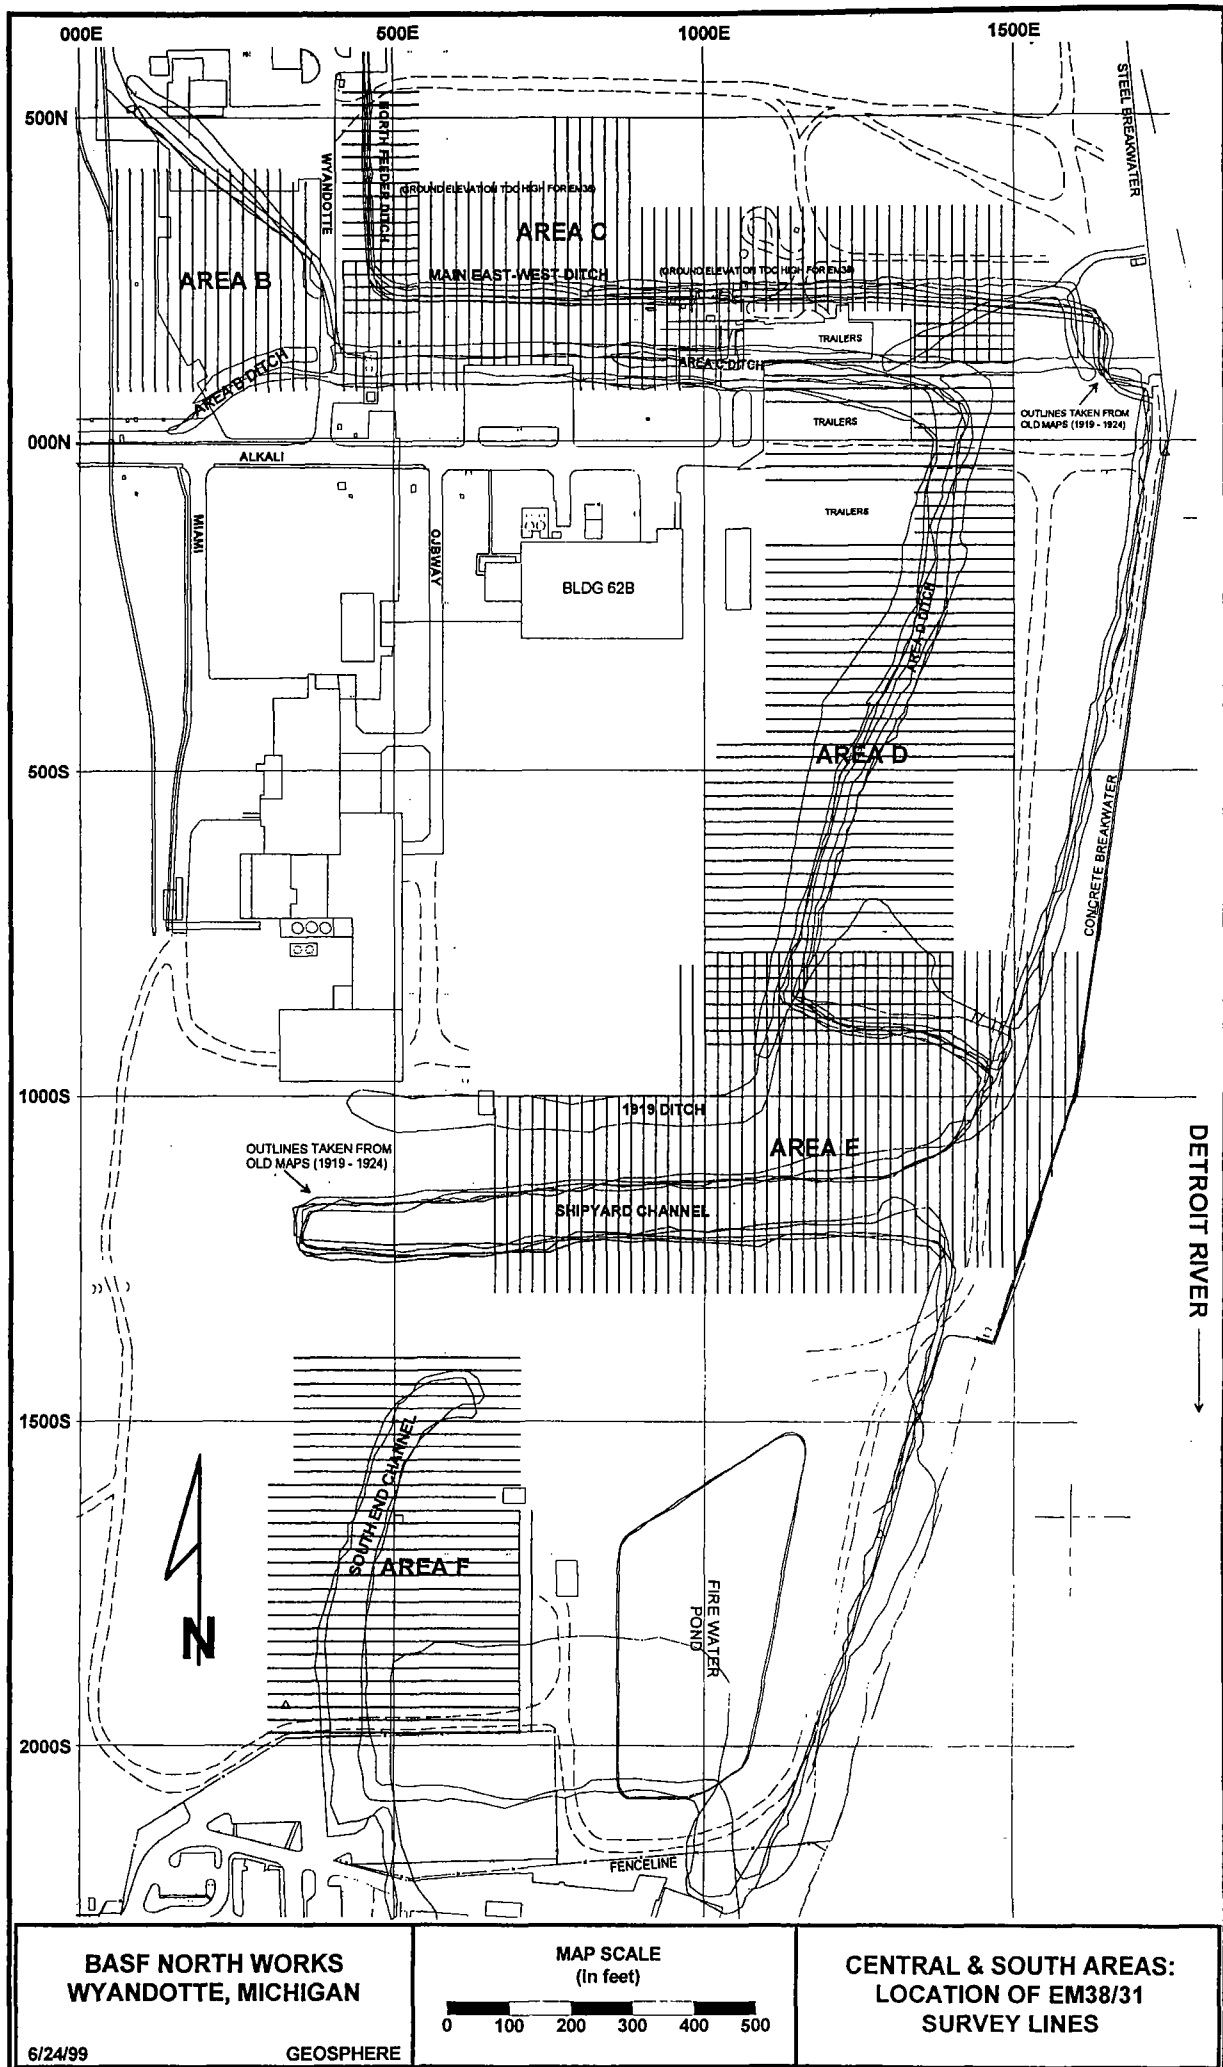 000E 500E 1000E 1500E
500N
STEEL BREAKWATER
NORTH FEEDER DITCH
WYANDOTTE
(GROUND ELEVATION TOO HIGH FOR EM38)
AREA C
AREA B
MAIN EAST-WEST DITCH
(GROUND ELEVATION TOO HIGH FOR EM38)
TRAILERS
AREA C DITCH
AREA B DITCH
OUTLINES TAKEN FROM
OLD MAPS (1919 - 1924)
TRAILERS
000N
ALKALI
TRAILERS
MIAMI
OJBWAY
BLDG 62B
AREA D DITCH
AREA D
500S
CONCRETE BREAKWATER
1000S
1919 DITCH
AREA E
OUTLINES TAKEN FROM
OLD MAPS (1919 - 1924)
SHIPYARD CHANNEL
DETROIT RIVER
1500S
SOUTH END CHANNEL
AREA F
FIRE WATER
POND
N
2000S
FENCELINE
BASF NORTH WORKS
WYANDOTTE, MICHIGAN
6/24/99 GEOSPHERE
MAP SCALE
(in feet)
0 100 200 300 400 500
CENTRAL & SOUTH AREAS:
LOCATION OF EM38/31
SURVEY LINES